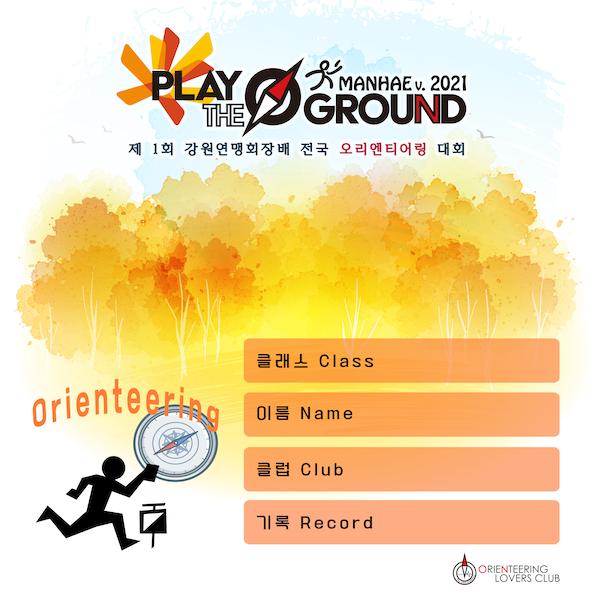 PLAY
THE
MANHAE v. 2021
GROUND
제 1회 강원연맹회장배 전국 오리엔티어링 대회
Orienteering
클래스 Class
이름 Name
클럽 Club
기록 Record
ORIENTEERING
LOVERS CLUB